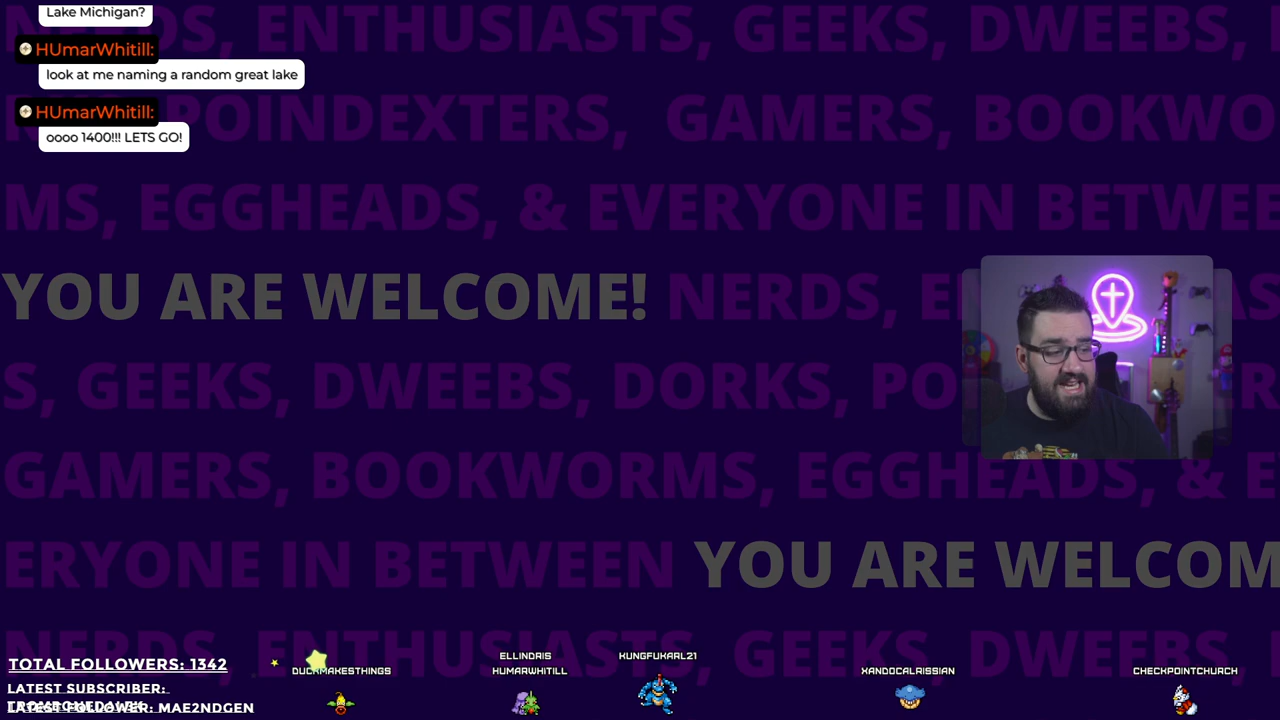 Lake Michigan?
HUmarWhitill:
look at me naming a random great lake
HUmarWhitill:
oooo 1400!!! LETS GO!
ENTHUSIASTS, GEEKS, DWEEBS,
POINDEXTERS, GAMERS, BOOKWO
MS, EGGHEADS, & EVERYONE IN BETWEE
YOU ARE WELCOME! NERDS,
S, GEEKS, DWEEBS, DORKS, PO
GAMERS, BOOKWORMS, EGGHEADS, & E
ERYONE IN BETWEEN YOU ARE WELCOM
NERDS, ENTHUSIASTS, GEEKS, DWEEBS,
TOTAL FOLLOWERS: 1342
LATEST SUBSCRIBER:
LATEST FOLLOWER: MAE2NDGEN
DUCKMAKESTHINGS
ELLINDRIS
HUMARWHITILL
KUNGFUKARL21
XANDOCALRISSIAN
CHECKPOINTCHURCH